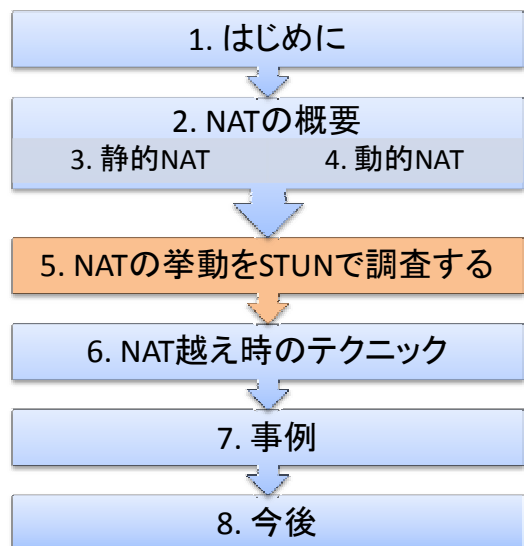 1. はじめに
2. NATの概要
3. 静的NAT 4. 動的NAT
5. NATの挙動をSTUNで調査する
6. NAT越え時のテクニック
7. 事例
8. 今後